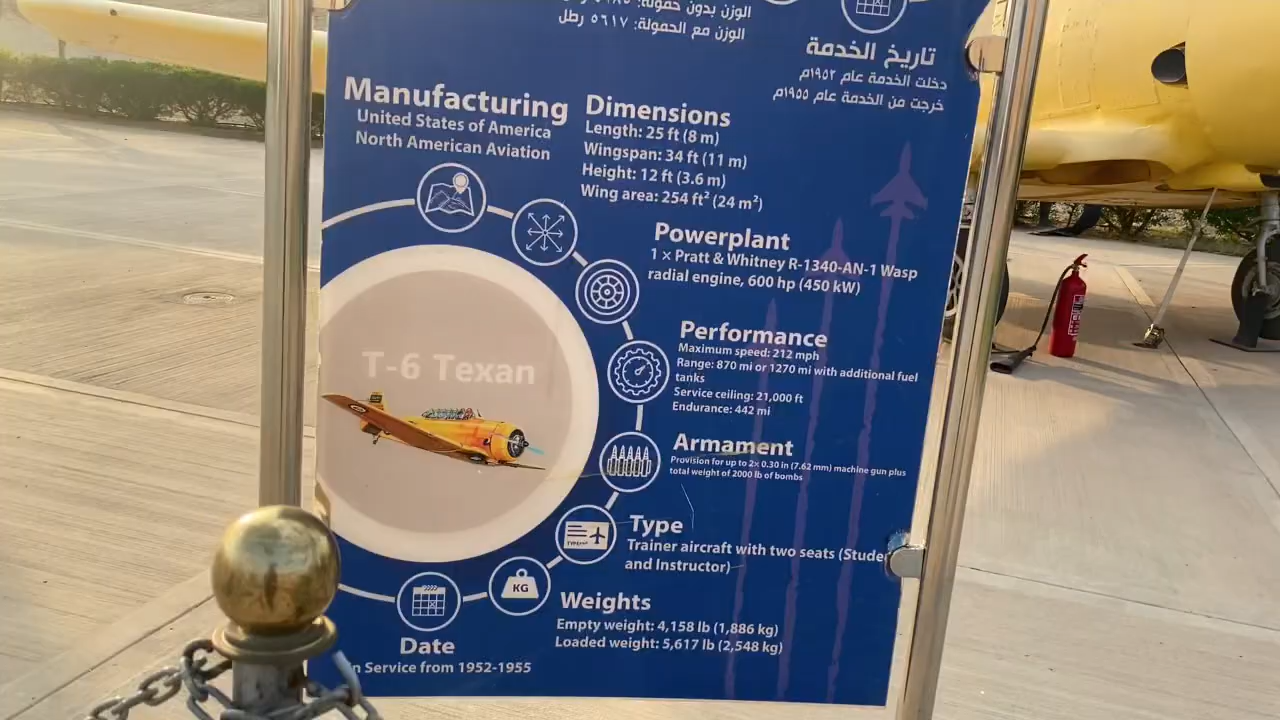 الوزن بدون حمولة:
الوزن مع الحمولة: ٥٦١٧ رطل
تاريخ الخدمة
دخلت الخدمة عام ١٩٥٢م
خرجت من الخدمة عام ١٩٥٥م
Manufacturing
United States of America
North American Aviation
Dimensions
Length: 25 ft (8 m)
Wingspan: 34 ft (11 m)
Height: 12 ft (3.6 m)
Wing area: 254 ft² (24 m²)
Powerplant
1 × Pratt & Whitney R-1340-AN-1 Wasp
radial engine, 600 hp (450 kW)
Performance
Maximum speed: 212 mph
Range: 870 mi or 1270 mi with additional fuel
tanks
Service ceiling: 21,000 ft
Endurance: 442 mi
T-6 Texan
Armament
Provision for up to 2× 0.30 in (7.62 mm) machine gun plus
total weight of 2000 lb of bombs
Type
Trainer aircraft with two seats (Stude
and Instructor)
TYPE
KG
Weights
Empty weight: 4,158 lb (1,886 kg)
Loaded weight: 5,617 lb (2,548 kg)
Date
n Service from 1952-1955